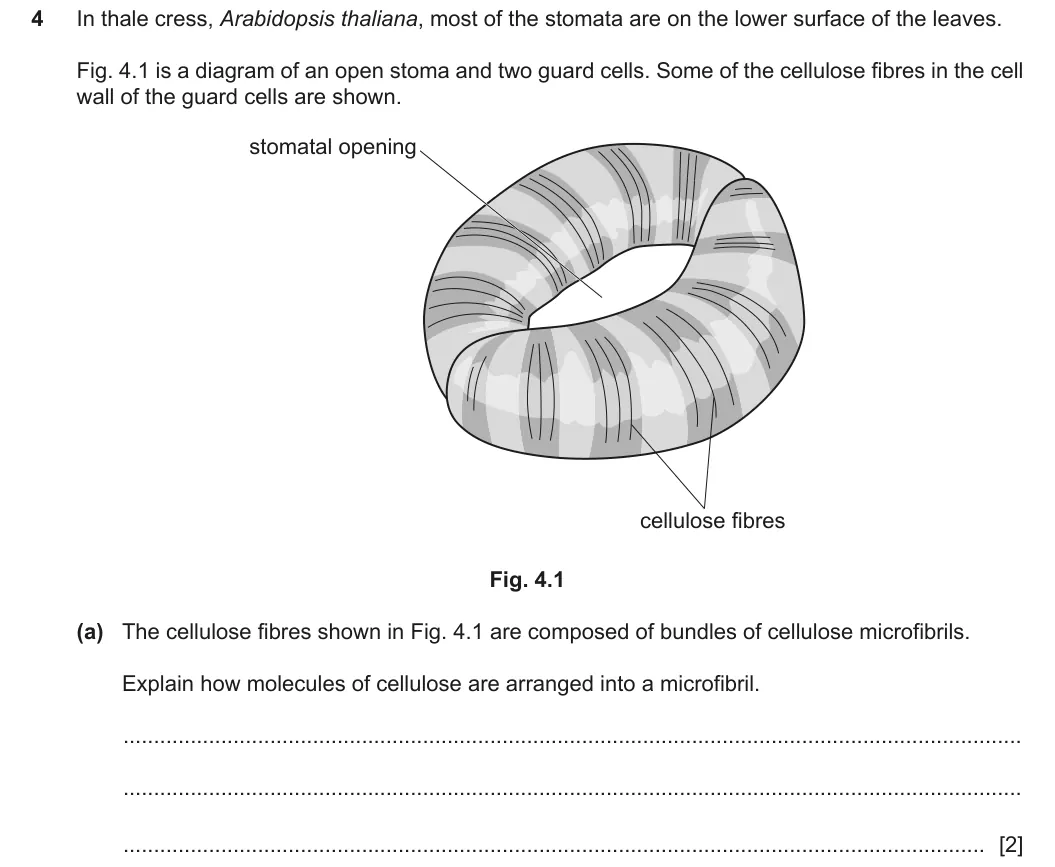 4 In thale cress, Arabidopsis thaliana, most of the stomata are on the lower surface of the leaves.
Fig. 4.1 is a diagram of an open stoma and two guard cells. Some of the cellulose fibres in the cell
wall of the guard cells are shown.
stomatal opening
cellulose fibres
Fig. 4.1
(a) The cellulose fibres shown in Fig. 4.1 are composed of bundles of cellulose microfibrils.
Explain how molecules of cellulose are arranged into a microfibril.
[2]